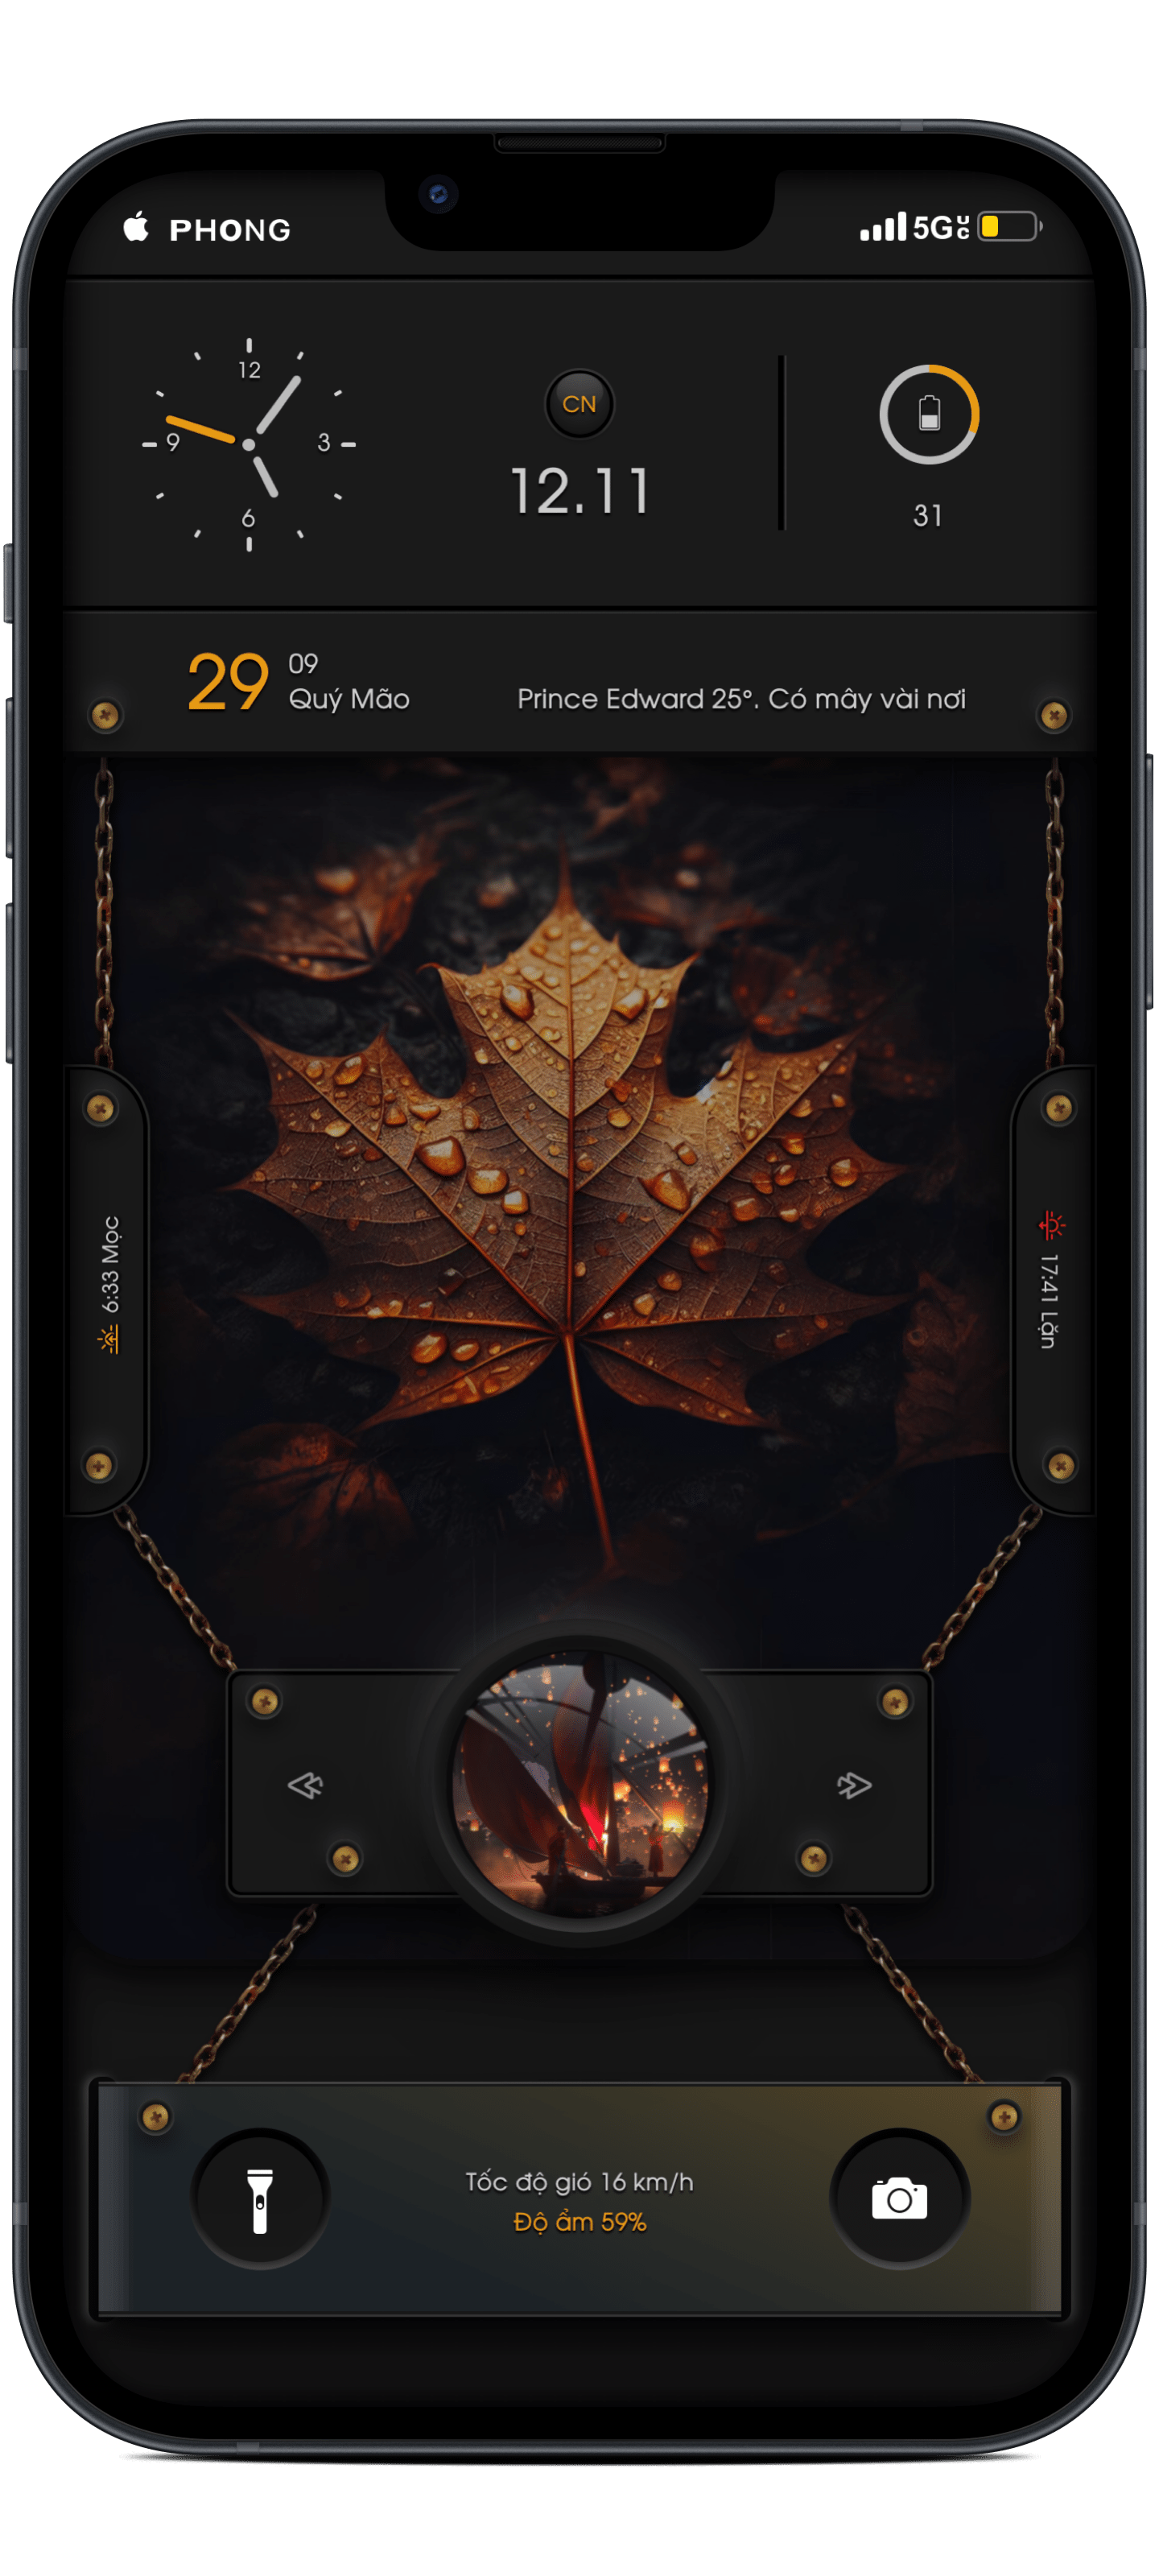 PHONG
5G
12
9
3
6
CN
12.11
31
29
09
Quý Mão
Prince Edward 25°. Có mây vài nơi
6:33 Mọc
17:41 Lặn
Tốc độ gió 16 km/h
Độ ẩm 59%